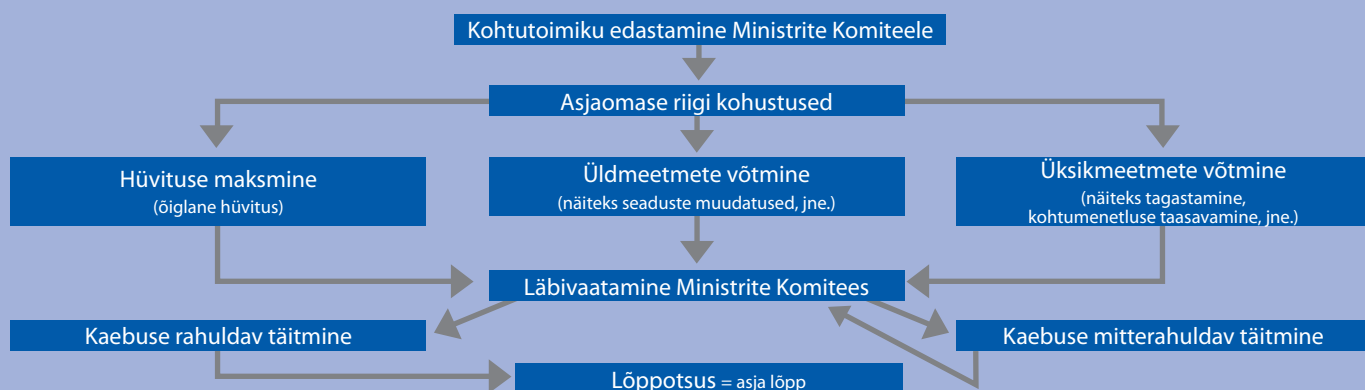 Kohtutoimiku edastamine Ministrite Komiteele
Asjaomase riigi kohustused
Hüvituse maksmine
(õiglane hüvitus)
Üldmeetmete võtmine
(näiteks seaduste muudatused, jne.)
Üksikmeetmete võtmine
(näiteks tagastamine,
kohtumenetluse taasavamine, jne.)
Läbivaatamine Ministrite Komitees
Kaebuse rahuldav täitmine
Kaebuse mitterahuldav täitmine
Lõppotsus = asja lõpp